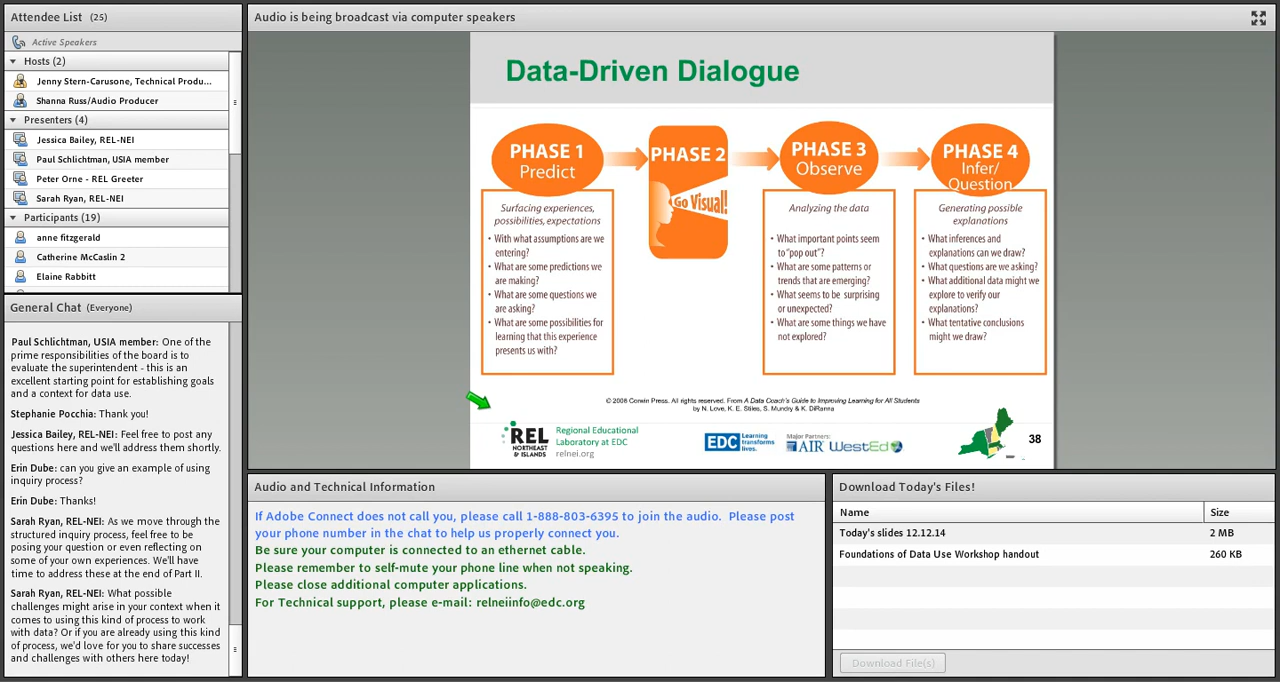 Attendee List (25)
Active Speakers
Hosts (2)
Jenny Stern-Carusone, Technical Produ...
Shanna Russ/Audio Producer
Presenters (4)
Jessica Bailey, REL-NEI
Paul Schlichtman, USIA member
Peter Orne - REL Greeter
Sarah Ryan, REL-NEI
Participants (19)
anne fitzgerald
Catherine McCaslin 2
Elaine Rabbitt
General Chat (Everyone)
Paul Schlichtman, USIA member: One of the
prime responsibilities of the board is to
evaluate the superintendent - this is an
excellent starting point for establishing goals
and a context for data use.
Stephanie Pocchia: Thank you!
Jessica Bailey, REL-NEI: Feel free to post any
questions here and we'll address them shortly.
Erin Dube: can you give an example of using
inquiry process?
Erin Dube: Thanks!
Sarah Ryan, REL-NEI: As we move through the
structured inquiry process, feel free to be
posing your question or even reflecting on
some of your own experiences. We'll have
time to address these at the end of Part II.
Sarah Ryan, REL-NEI: What possible
challenges might arise in your context when it
comes to using this kind of process to work
with data? Or if you are already using this kind
of process, we'd love for you to share successes
and challenges with others here today!
Audio is being broadcast via computer speakers
Data-Driven Dialogue
PHASE 1
Predict
Surfacing experiences,
possibilities, expectations
• With what assumptions are we
entering?
• What are some predictions we
are making?
• What are some questions we
are asking?
• What are some possibilities for
learning that this experience
presents us with?
PHASE 2
Go Visual!
PHASE 3
Observe
Analyzing the data
• What important points seem
to "pop out"?
• What are some patterns or
trends that are emerging?
• What seems to be surprising
or unexpected?
• What are some things we have
not explored?
PHASE 4
Infer/
Question
Generating possible
explanations
• What inferences and
explanations can we draw?
• What questions are we asking?
• What additional data might we
explore to verify our
explanations?
• What tentative conclusions
might we draw?
© 2008 Corwin Press. All rights reserved. From A Data Coach's Guide to Improving Learning for All Students
by N. Love, K. E. Stiles, S. Mundry & K. DiRanna
REL
NORTHEAST
& ISLANDS
Regional Educational
Laboratory at EDC
relnei.org
EDC
Learning
transforms
lives.
Major Partners:
AIR
WestEd
38
Audio and Technical Information
If Adobe Connect does not call you, please call 1-888-803-6395 to join the audio. Please post
your phone number in the chat to help us properly connect you.
Be sure your computer is connected to an ethernet cable.
Please remember to self-mute your phone line when not speaking.
Please close additional computer applications.
For Technical support, please e-mail: relneiinfo@edc.org
Download Today's Files!
Name Size
Today's slides 12.12.14 2 MB
Foundations of Data Use Workshop handout 260 KB
Download File(s)